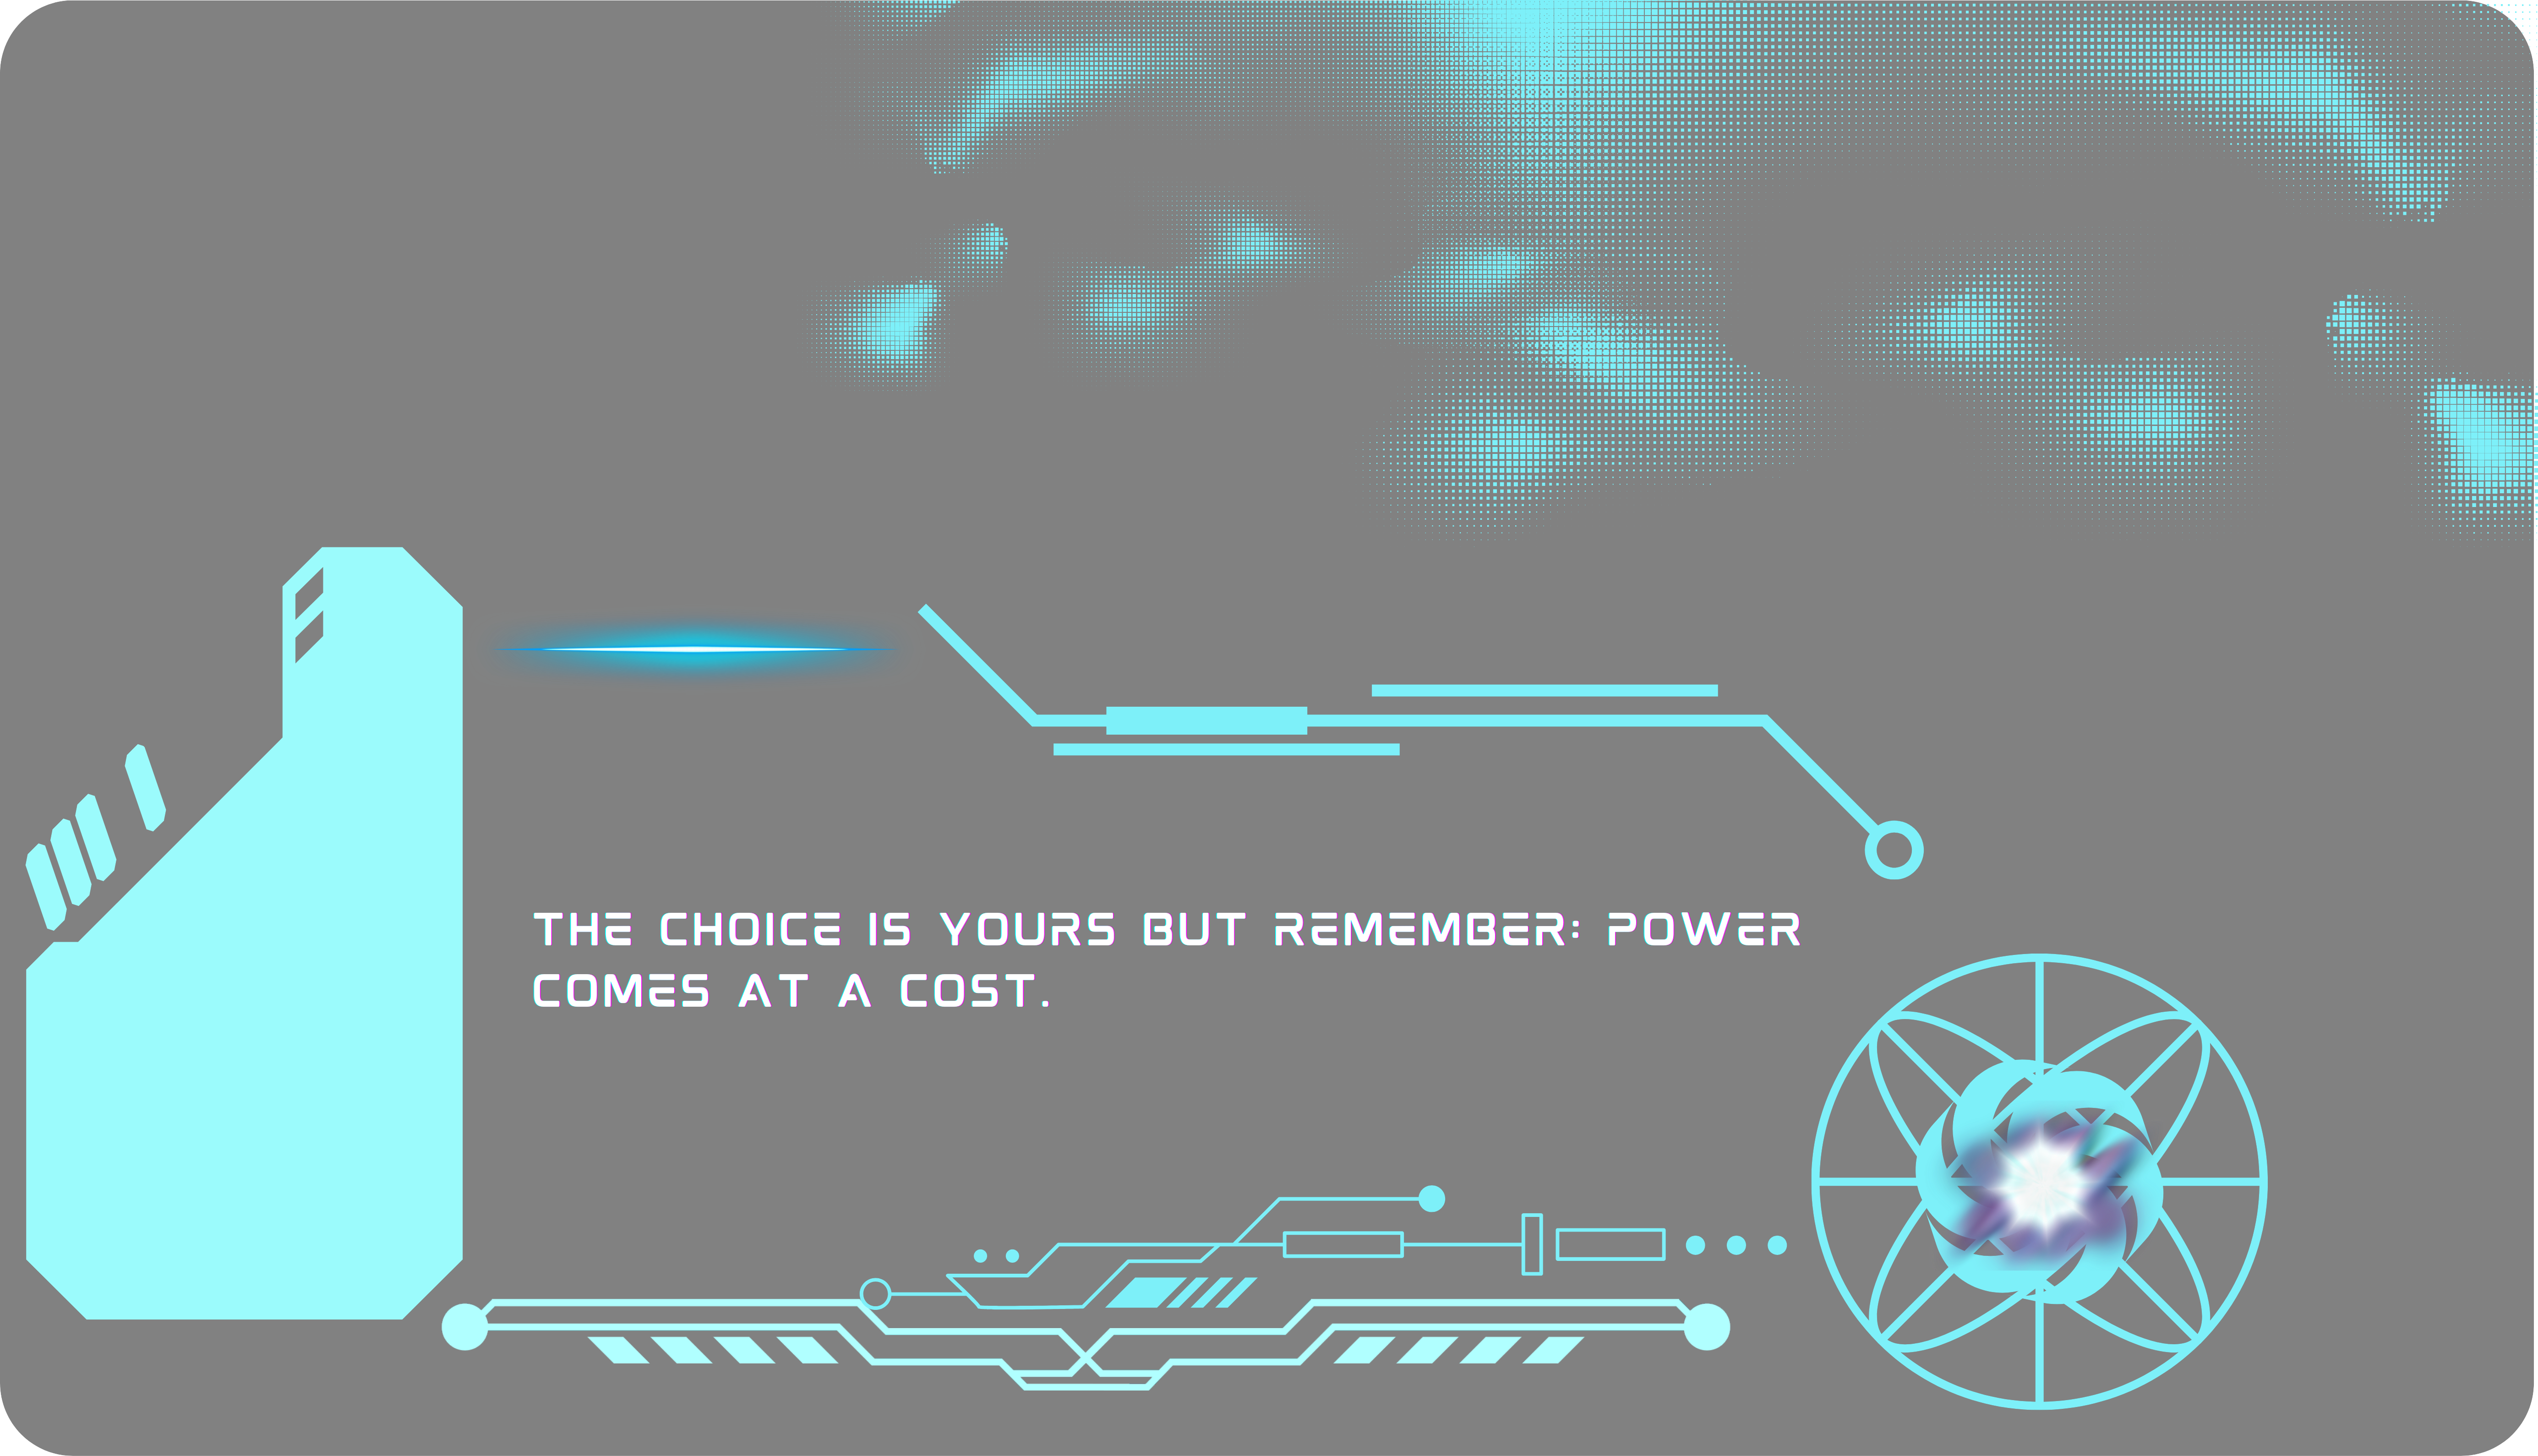 THE CHOICE IS YOURS BUT REMEMBER: POWER
COMES AT A COST.